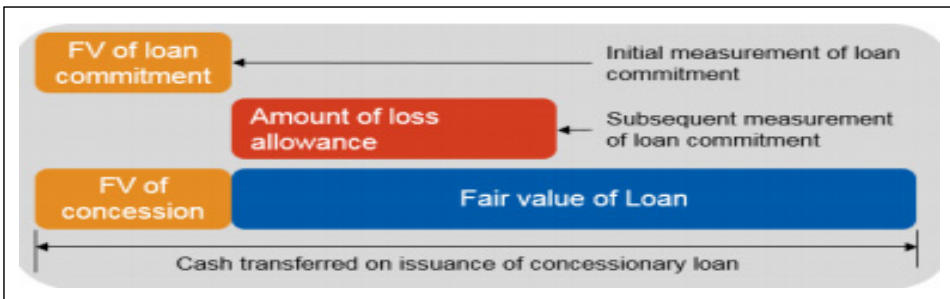 FV of loan
commitment
Initial measurement of loan
commitment
Amount of loss
allowance
Subsequent measurement
of loan commitment
FV of
concession
Fair value of Loan
Cash transferred on issuance of concessionary loan